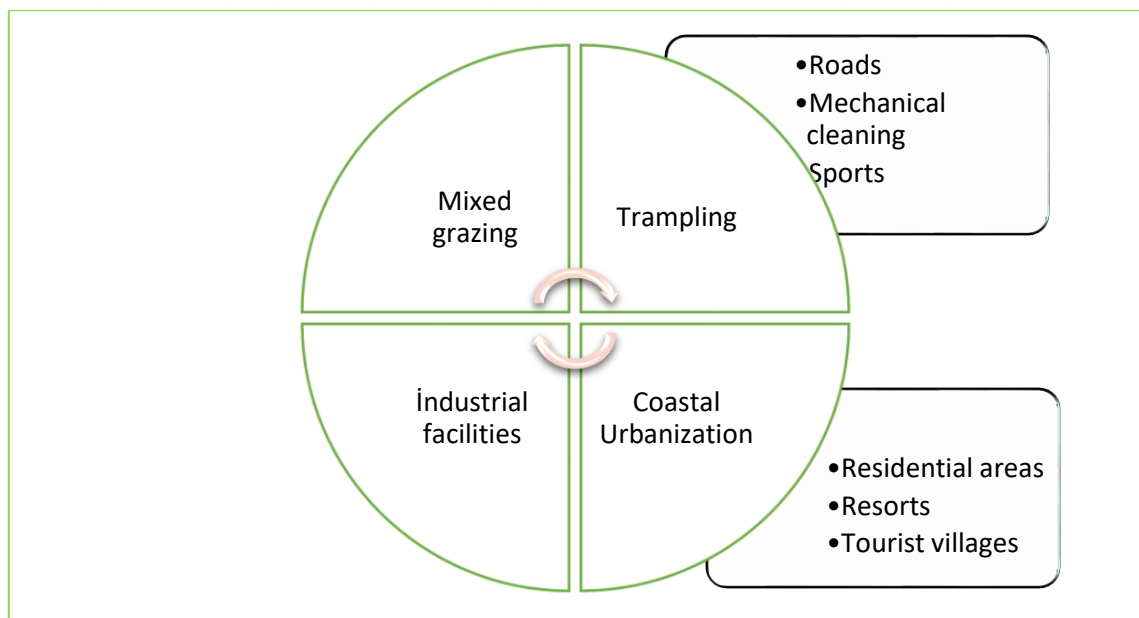 •Roads
•Mechanical
cleaning
•Sports
Mixed
grazing
Trampling
İndustrial
facilities
Coastal
Urbanization
•Residential areas
•Resorts
•Tourist villages